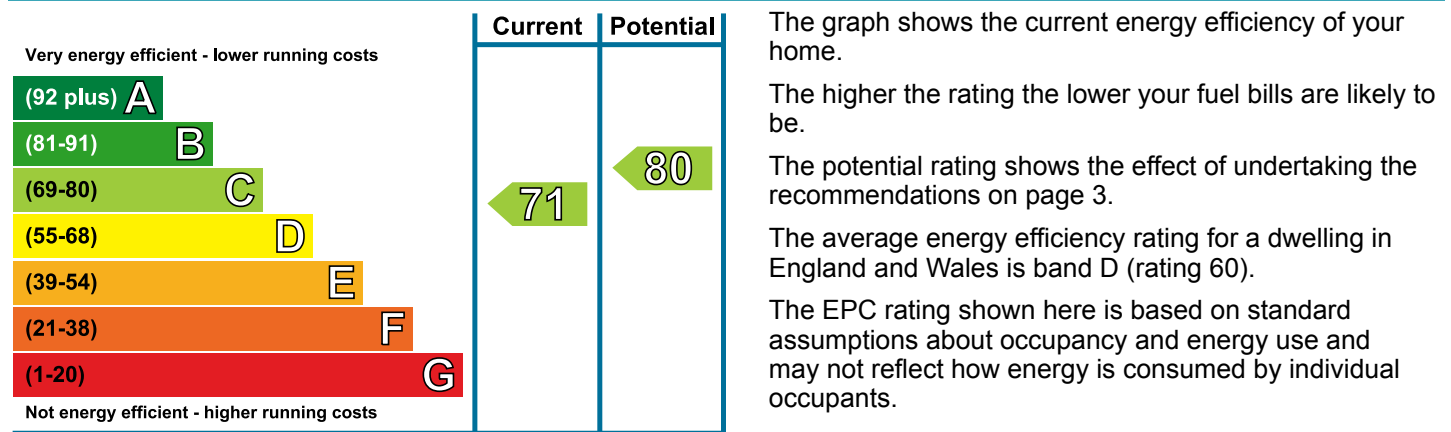 Current Potential
Very energy efficient - lower running costs
(92 plus) A
(81-91) B
(69-80) C
(55-68) D
(39-54) E
(21-38) F
(1-20) G
Not energy efficient - higher running costs
71
80
The graph shows the current energy efficiency of your
home.
The higher the rating the lower your fuel bills are likely to
be.
The potential rating shows the effect of undertaking the
recommendations on page 3.
The average energy efficiency rating for a dwelling in
England and Wales is band D (rating 60).
The EPC rating shown here is based on standard
assumptions about occupancy and energy use and
may not reflect how energy is consumed by individual
occupants.